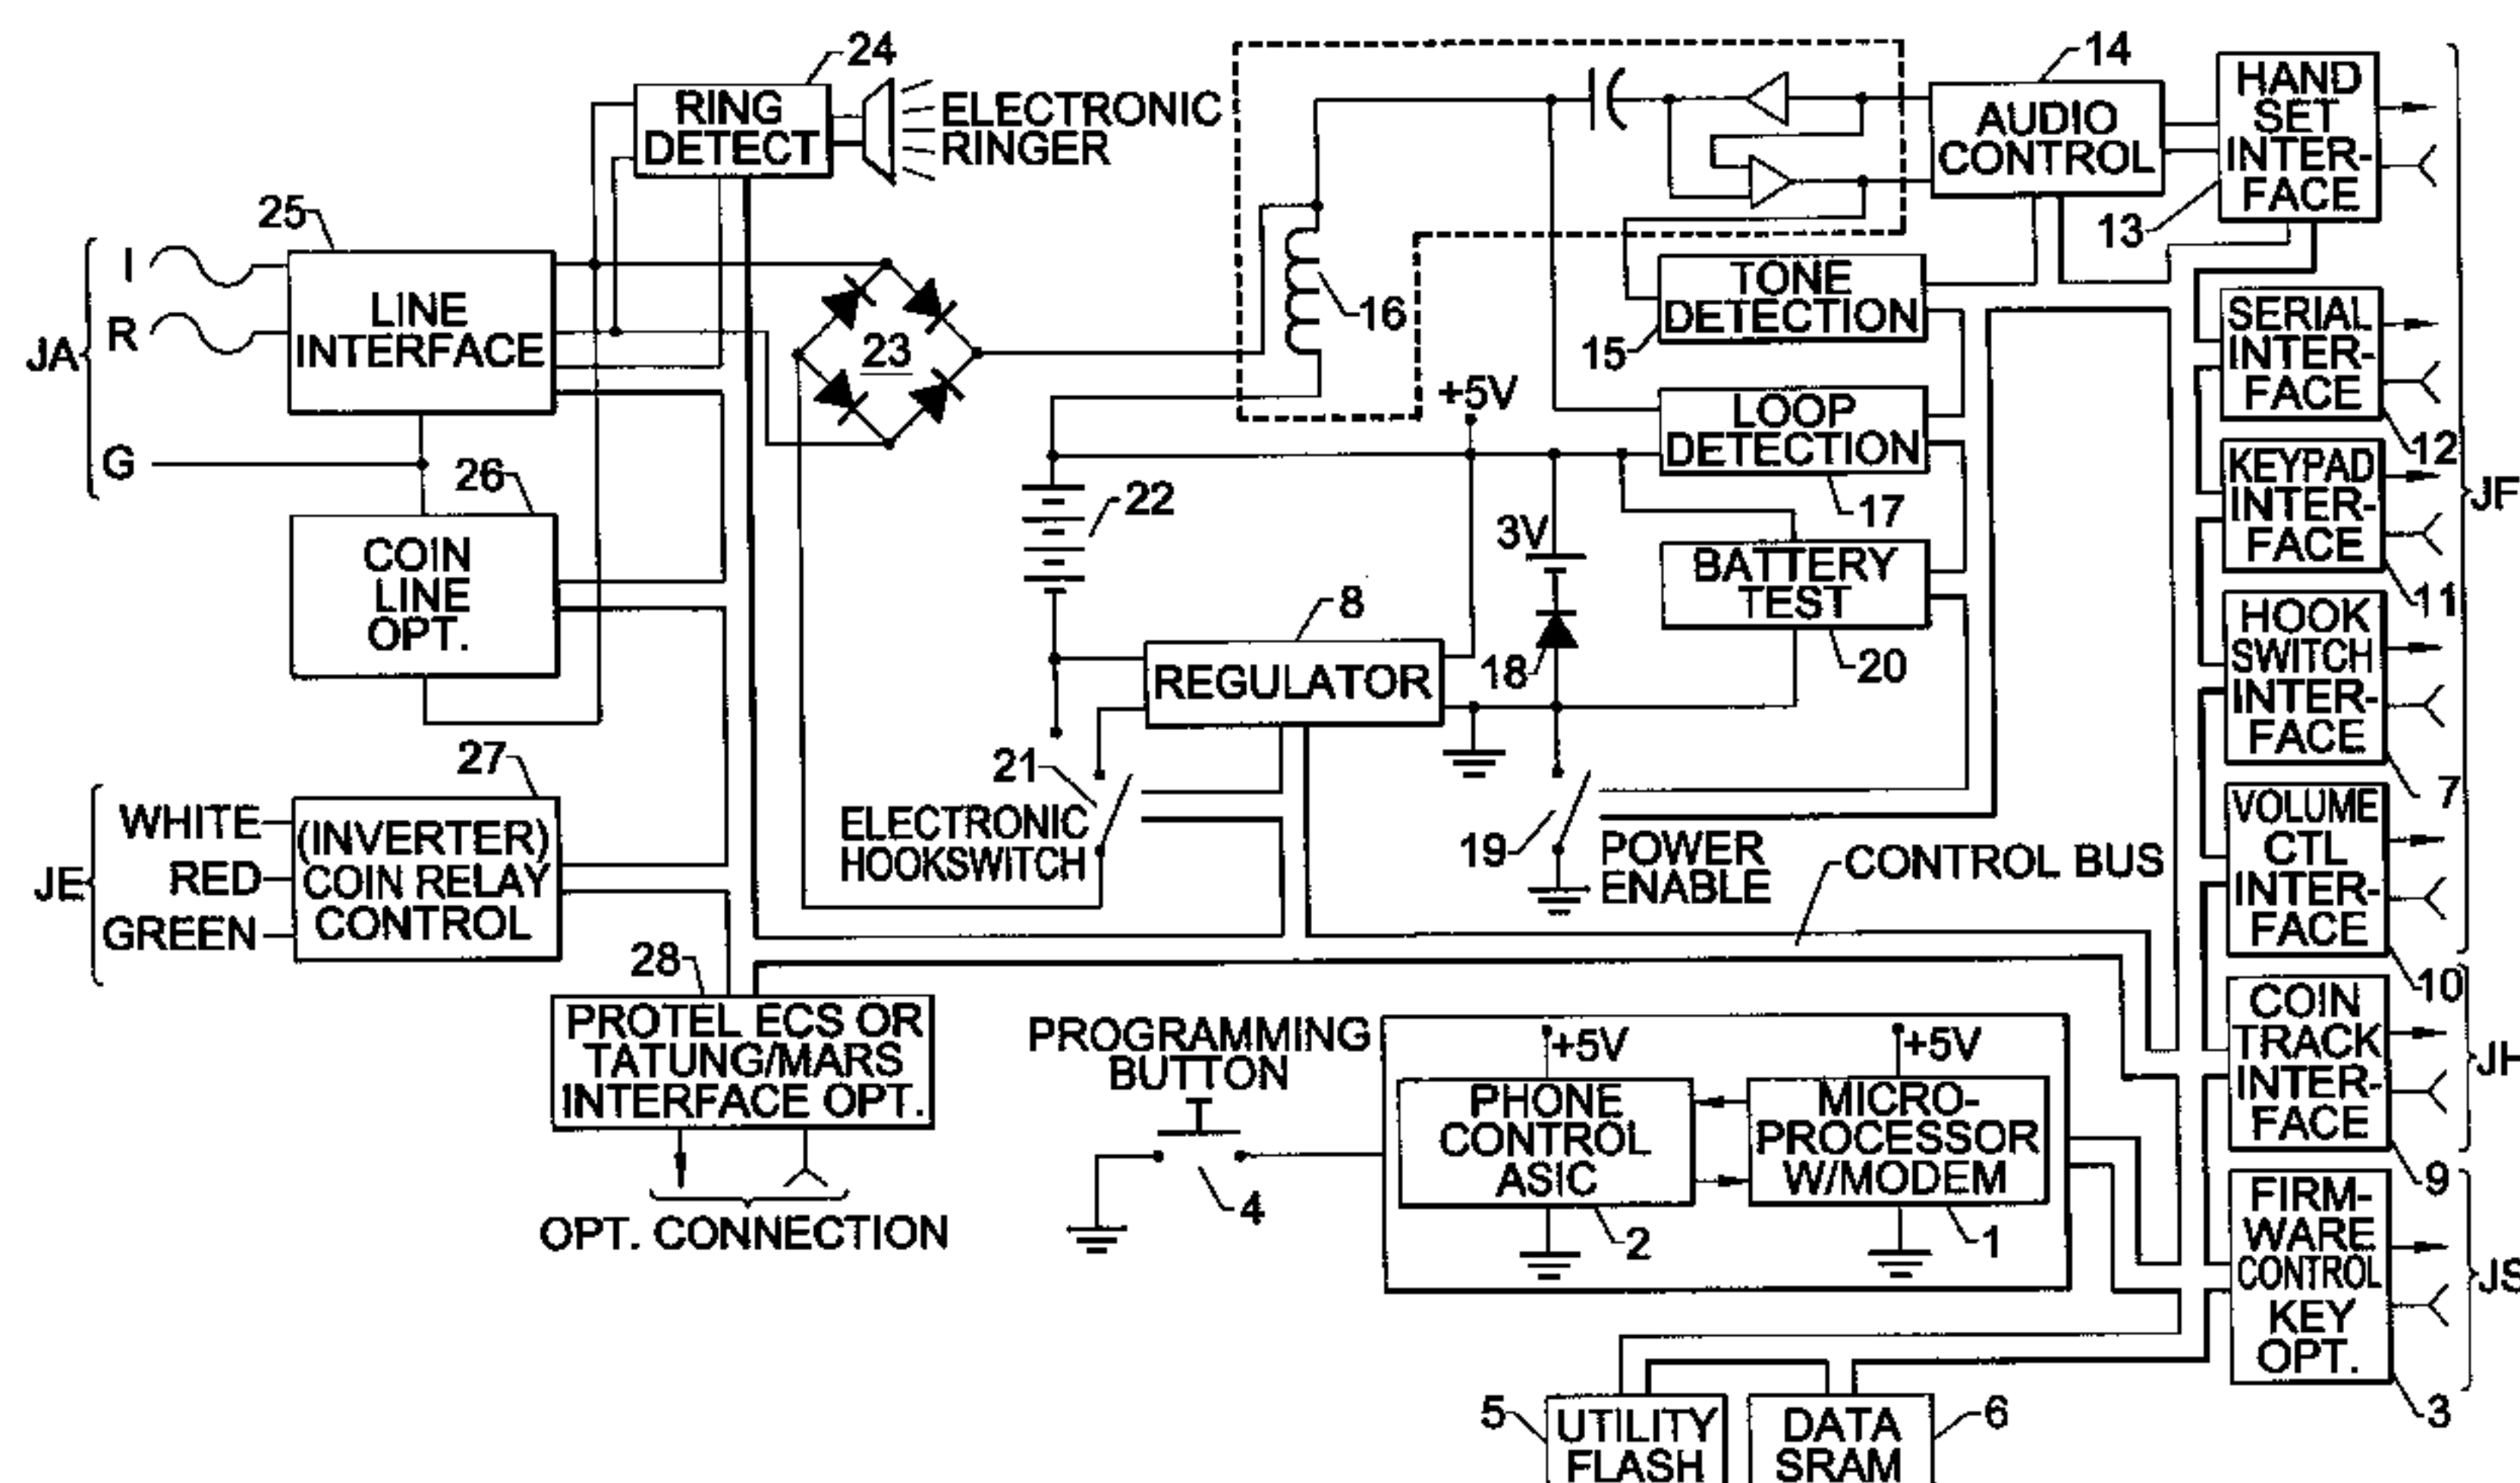 24
RING
DETECT
ELECTRONIC
RINGER
14
AUDIO
CONTROL
HAND
SET
INTER-
FACE
13
25
JA
I
R
G
LINE
INTERFACE
23
16
TONE
DETECTION
15
SERIAL
INTER-
FACE
12
+5V
LOOP
DETECTION
17
KEYPAD
INTER-
FACE
11
JF
26
COIN
LINE
OPT.
22
3V
BATTERY
TEST
20
18
8
REGULATOR
HOOK
SWITCH
INTER-
FACE
7
27
JE
WHITE
RED
GREEN
(INVERTER)
COIN RELAY
CONTROL
21
ELECTRONIC
HOOKSWITCH
19
POWER
ENABLE
CONTROL BUS
VOLUME
CTL
INTER-
FACE
10
28
PROTEL ECS OR
TATUNG/MARS
INTERFACE OPT.
OPT. CONNECTION
PROGRAMMING
BUTTON
4
+5V
PHONE
CONTROL
ASIC
2
+5V
MICRO-
PROCESSOR
W/MODEM
1
COIN
TRACK
INTER-
FACE
9
JH
FIRM-
WARE
CONTROL
KEY
OPT.
3
JS
5
UTILITY
FLASH
DATA
SRAM
6